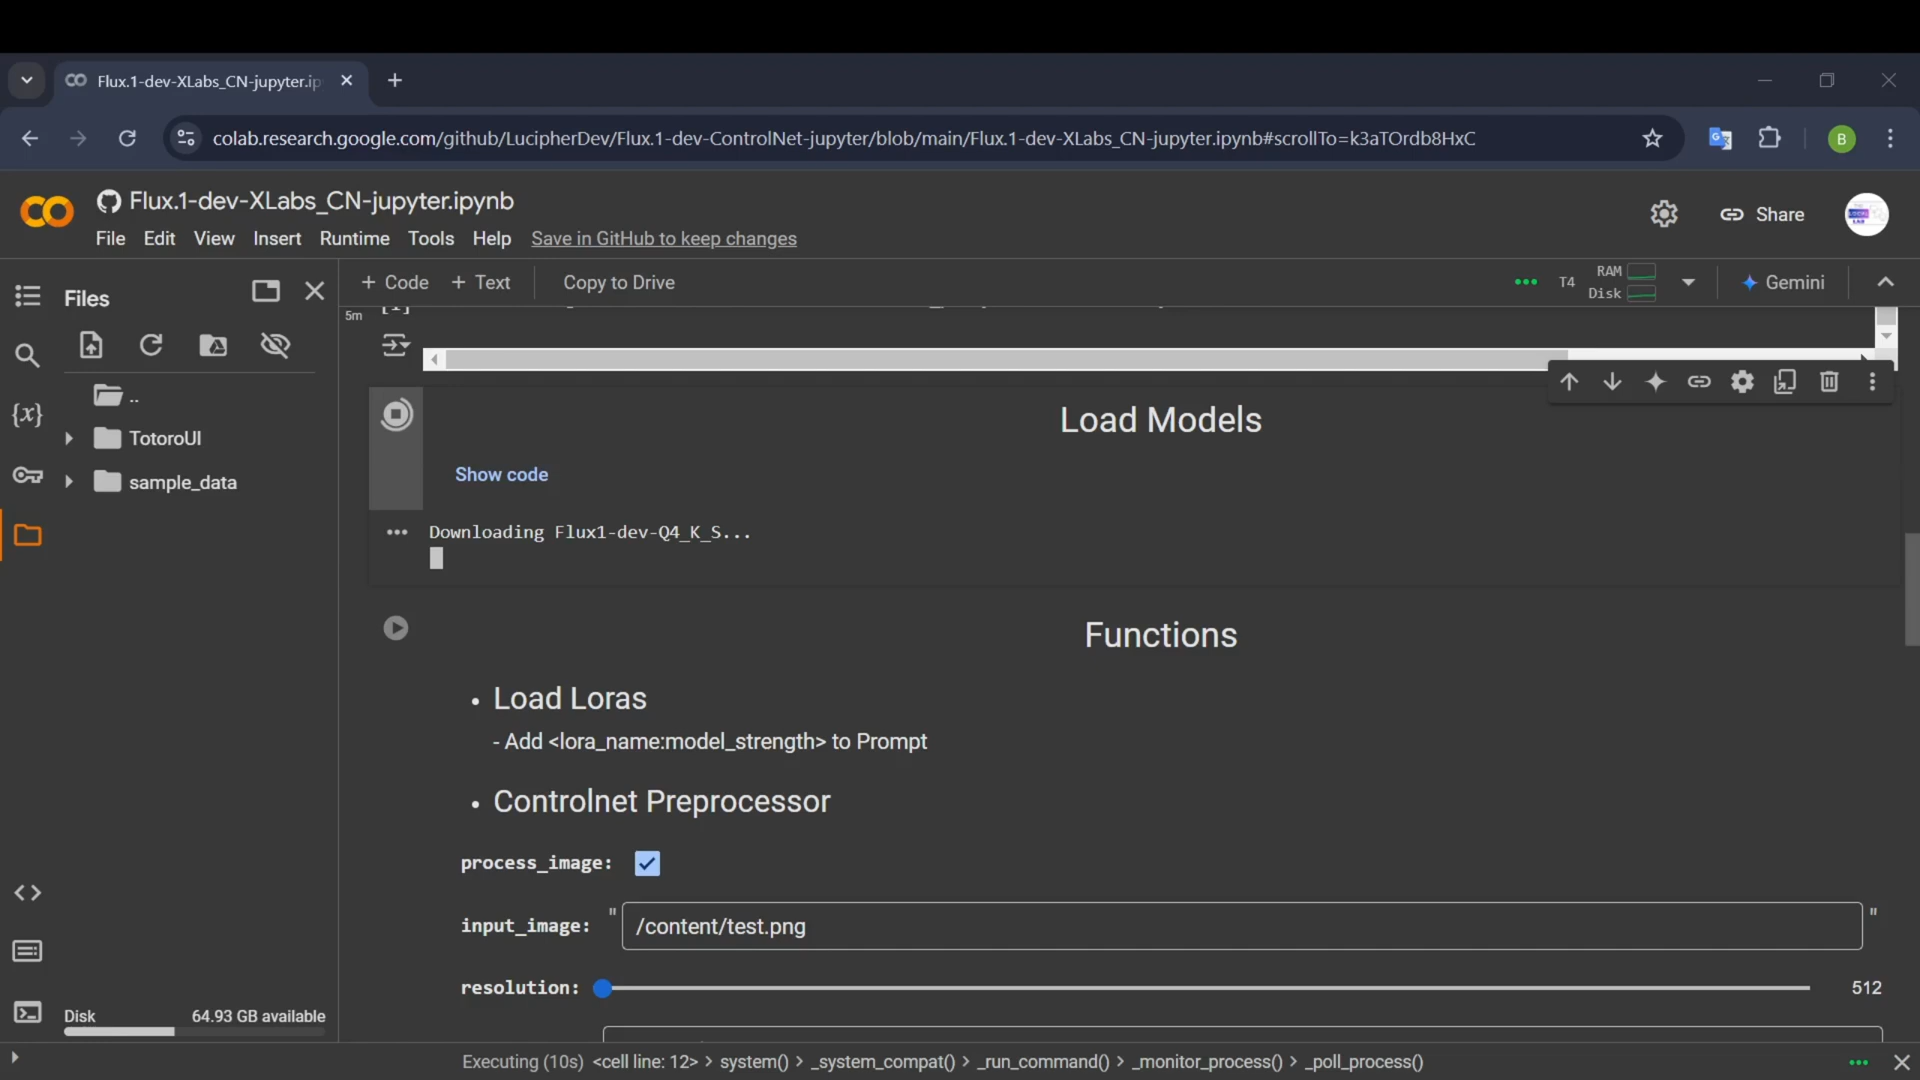 Flux.1-dev-XLabs_CN-jupyter.ip
colab.research.google.com/github/LucipherDev/Flux.1-dev-ControlNet-jupyter/blob/main/Flux.1-dev-XLabs_CN-jupyter.ipynb#scrollTo=k3aTOrdb8HxC
B
Flux.1-dev-XLabs_CN-jupyter.ipynb
Share
File Edit View Insert Runtime Tools Help Save in GitHub to keep changes
Files
+ Code + Text Copy to Drive
T4 RAM
Disk
Gemini
5m
..
TotoroUI
sample_data
{x}
Load Models
Show code
Downloading Flux1-dev-Q4_K_S...
Functions
• Load Loras
- Add <lora_name:model_strength> to Prompt
• Controlnet Preprocessor
process_image:
input_image: " /content/test.png "
resolution: 512
Disk 64.93 GB available
Executing (10s) <cell line: 12> > system() > _system_compat() > _run_command() > _monitor_process() > _poll_process()